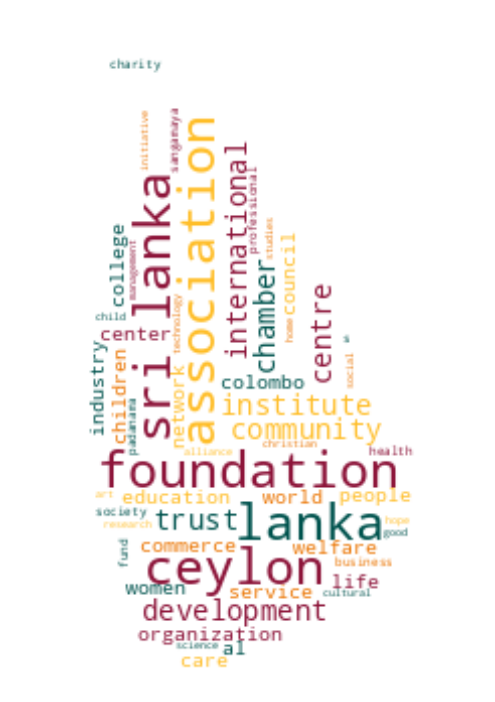 charity
initiative
sangamaya
association
sri lanka
international
professional
studies
college
management
council
chamber
centre
technology
home
child
center
industry
children
network
padanama
social
colombo
institute
community
christian
alliance
health
foundation
art
education
world
people
society
research
trust
lanka
hope
good
fund
commerce
welfare
ceylon
business
women
service
life
cultural
development
organization
science
al
care